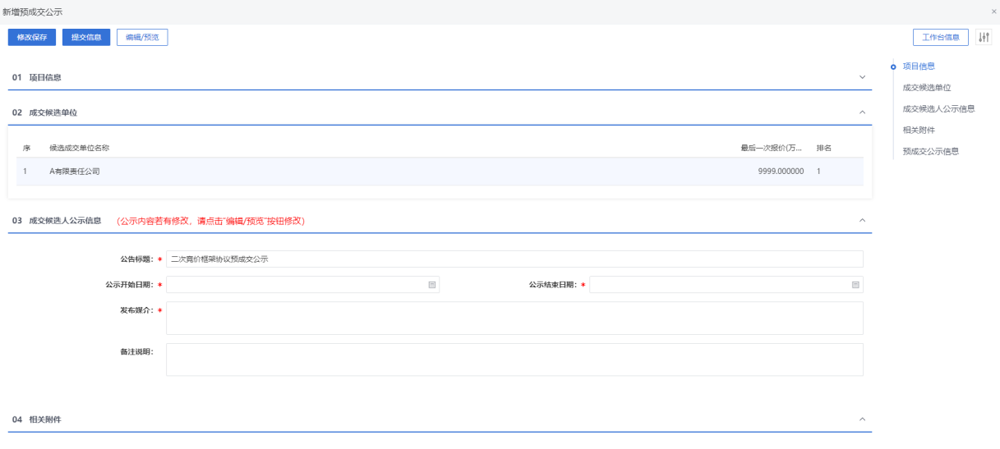 新增预成交公示 ×
修改保存 提交信息 编辑/预览 工作台信息
01 项目信息
02 成交候选单位
序 候选成交单位名称 最后一次报价(万... 排名
1 A有限责任公司 9999.000000 1
03 成交候选人公示信息 (公示内容若有修改，请点击"编辑/预览"按钮修改)
公告标题：* 二次竞价框架协议预成交公示
公示开始日期：* 公示结束日期：*
发布媒介：*
备注说明：
04 相关附件
项目信息
成交候选单位
成交候选人公示信息
相关附件
预成交公示信息